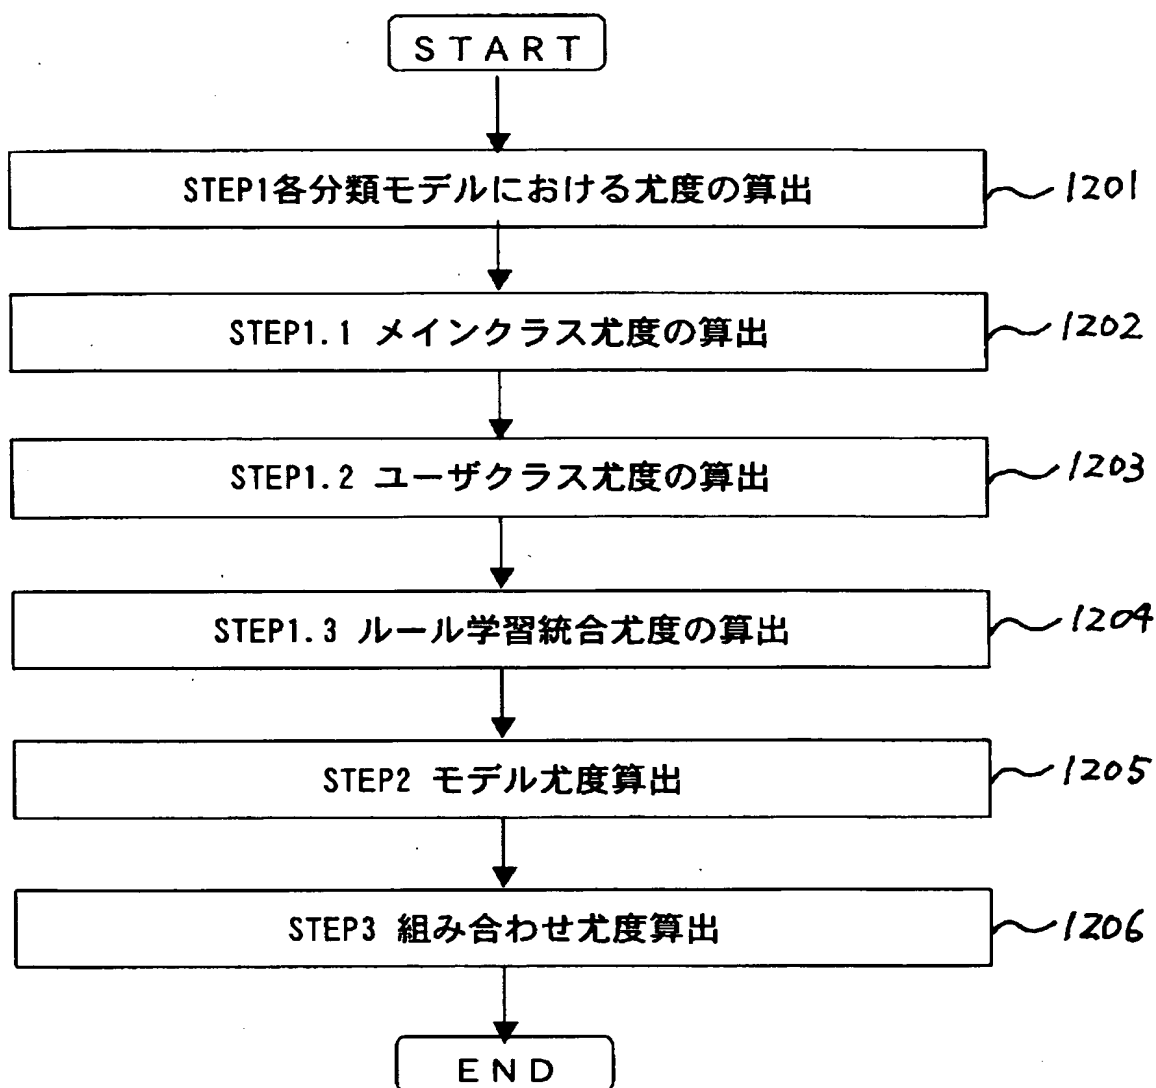 START
STEP1各分類モデルにおける尤度の算出
1201
STEP1.1 メインクラス尤度の算出
1202
STEP1.2 ユーザクラス尤度の算出
1203
STEP1.3 ルール学習統合尤度の算出
1204
STEP2 モデル尤度算出
1205
STEP3 組み合わせ尤度算出
1206
END